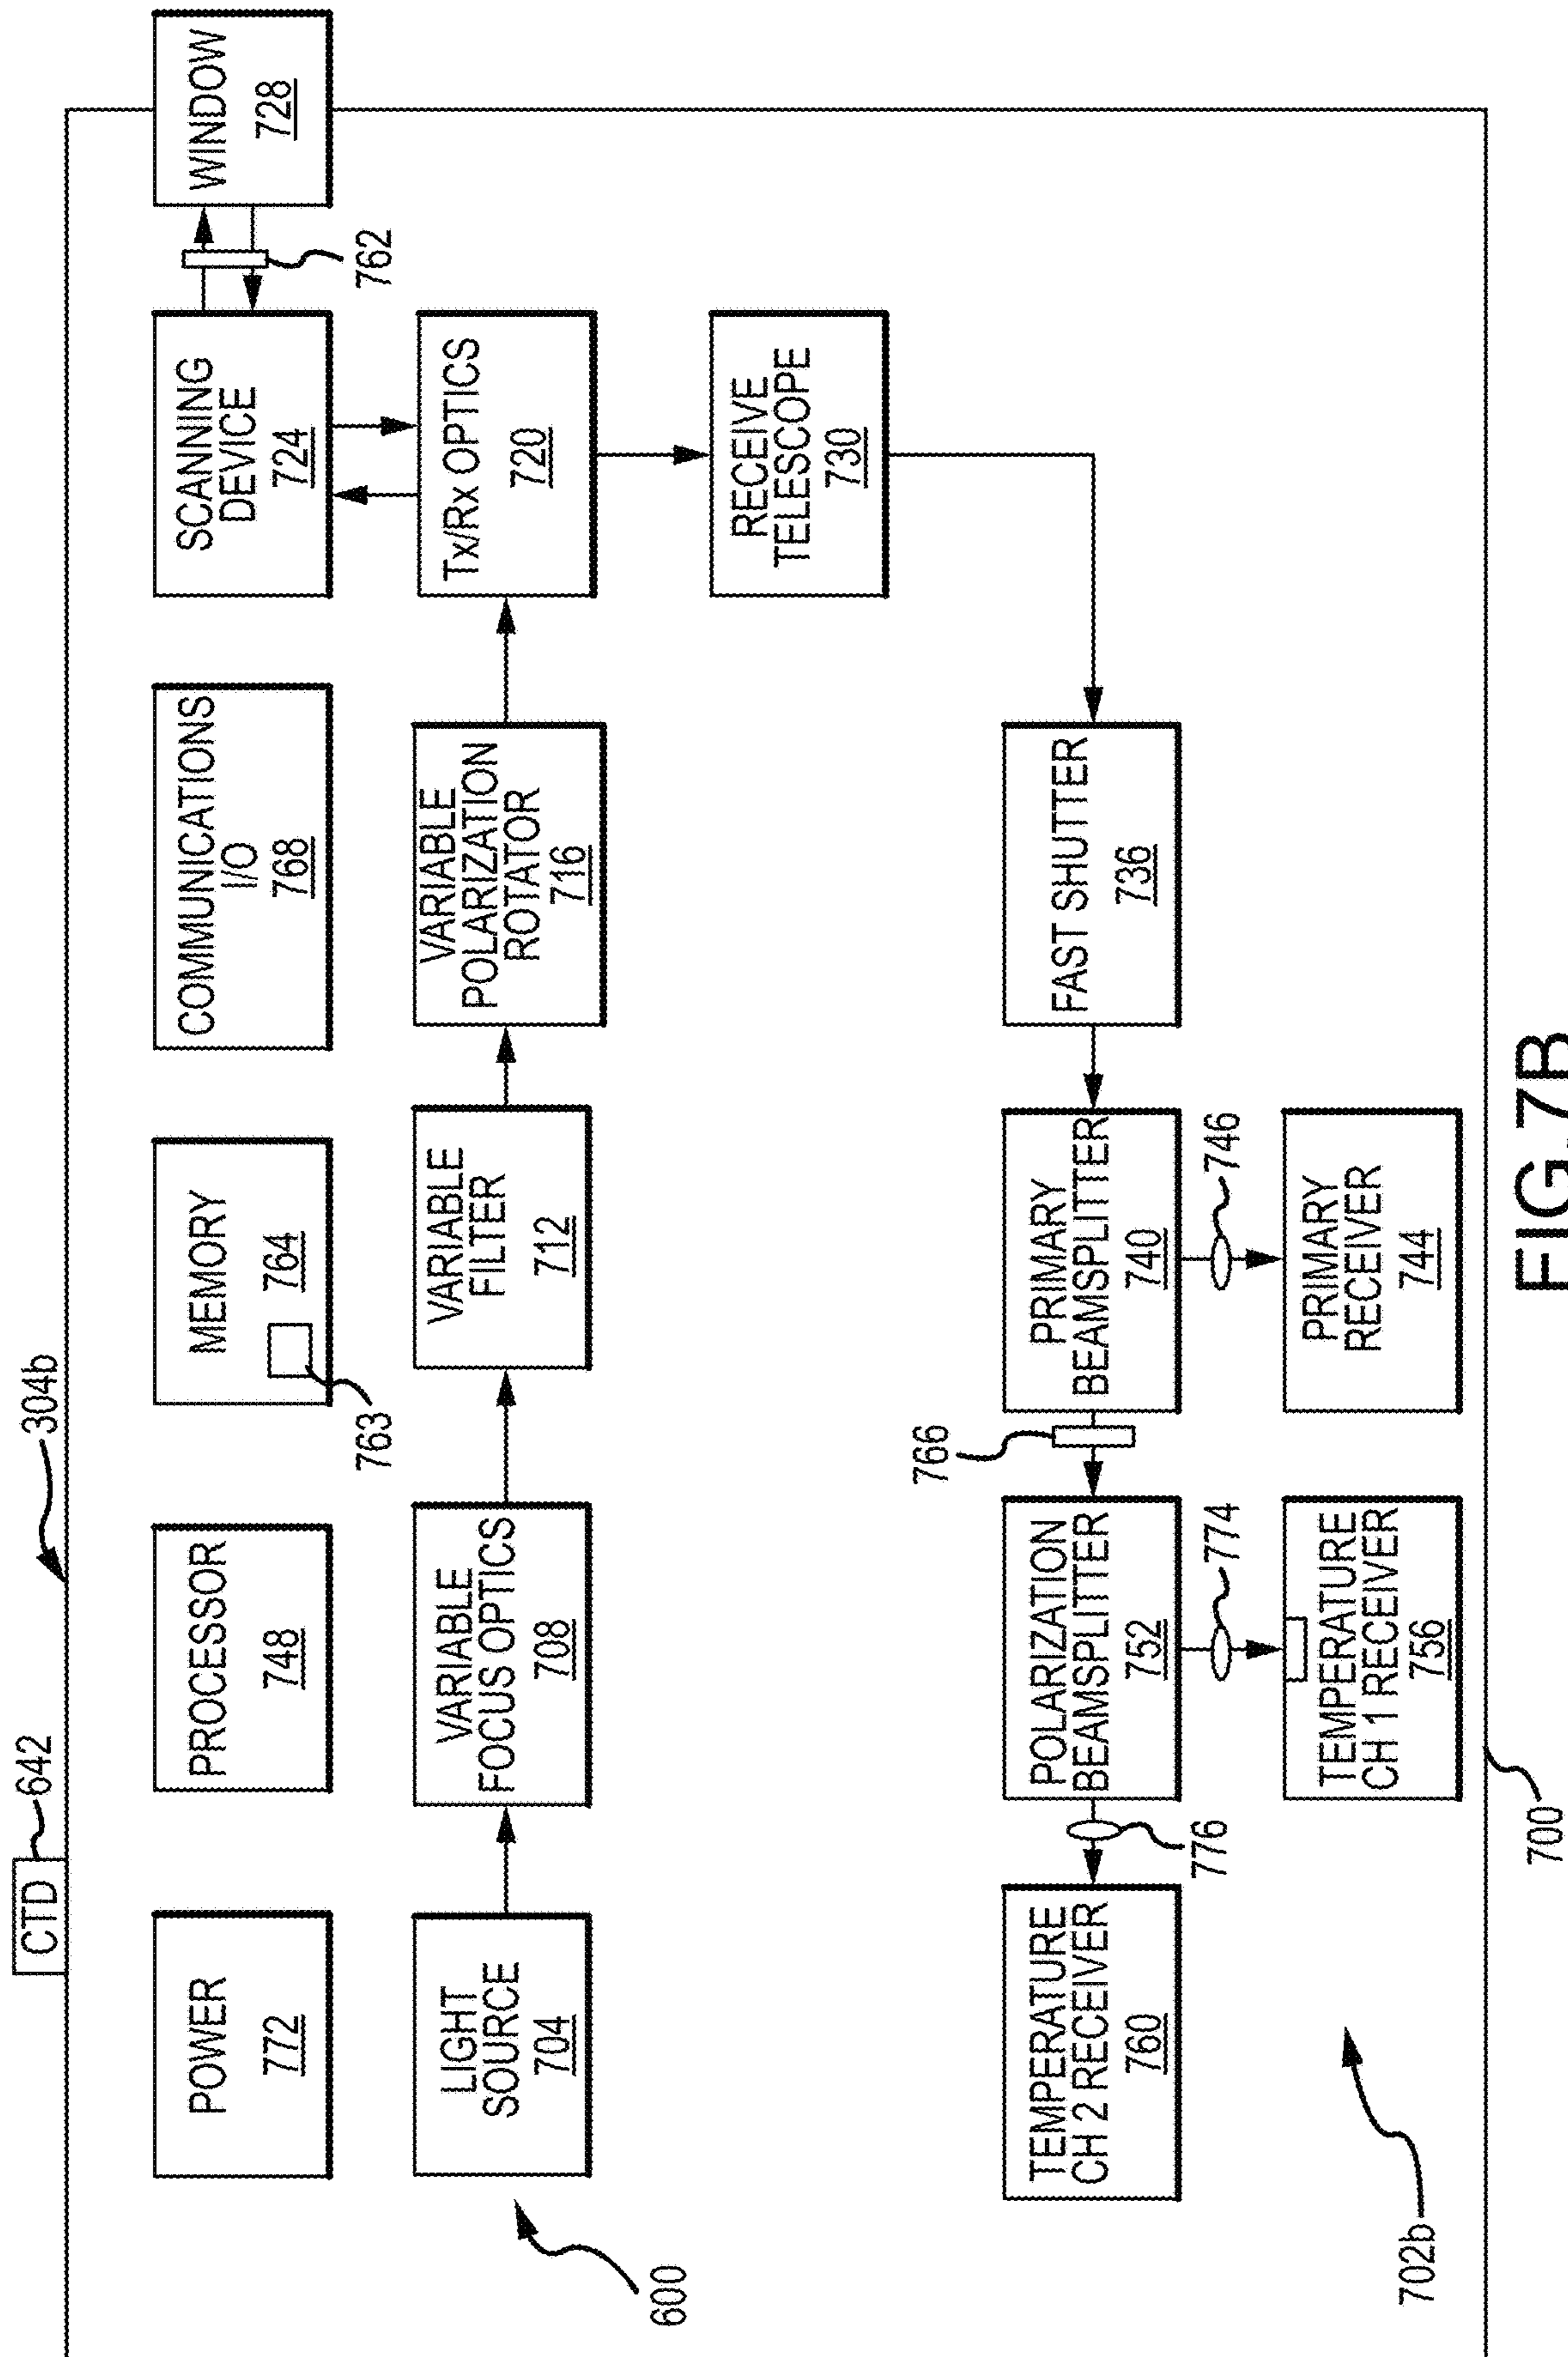 CTD
642
304b
POWER
772
PROCESSOR
748
MEMORY
764
763
COMMUNICATIONS
I/O
768
SCANNING
DEVICE
724
WINDOW
728
762
LIGHT
SOURCE
704
VARIABLE
FOCUS OPTICS
708
VARIABLE
FILTER
712
VARIABLE
POLARIZATION
ROTATOR
716
Tx/Rx OPTICS
720
600
RECEIVE
TELESCOPE
730
TEMPERATURE
CH 2 RECEIVER
760
776
POLARIZATION
BEAMSPLITTER
752
766
PRIMARY
BEAMSPLITTER
740
FAST SHUTTER
736
774
746
TEMPERATURE
CH 1 RECEIVER
756
PRIMARY
RECEIVER
744
702b
700
FIG.7B